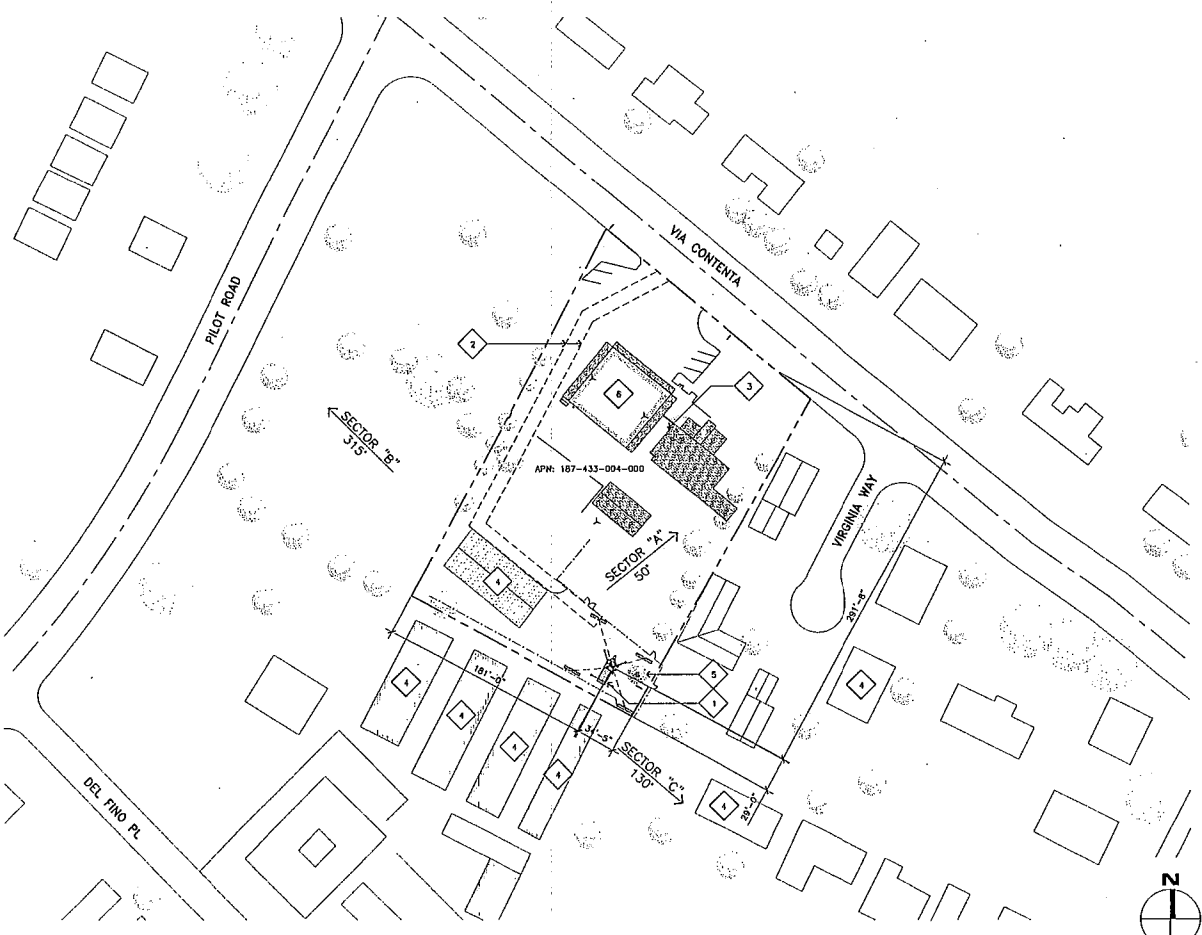 VIA CONTENTA
PILOT ROAD
2
6
3
SECTOR "B"
315°
APN: 187-433-004-000
VIRGINIA WAY
SECTOR "A"
50°
4
291'-8"
5
181'-0"
4
4
1
4
4
4
34'-5"
SECTOR "C"
130°
4
29'-0"
DEL FINO PL
N